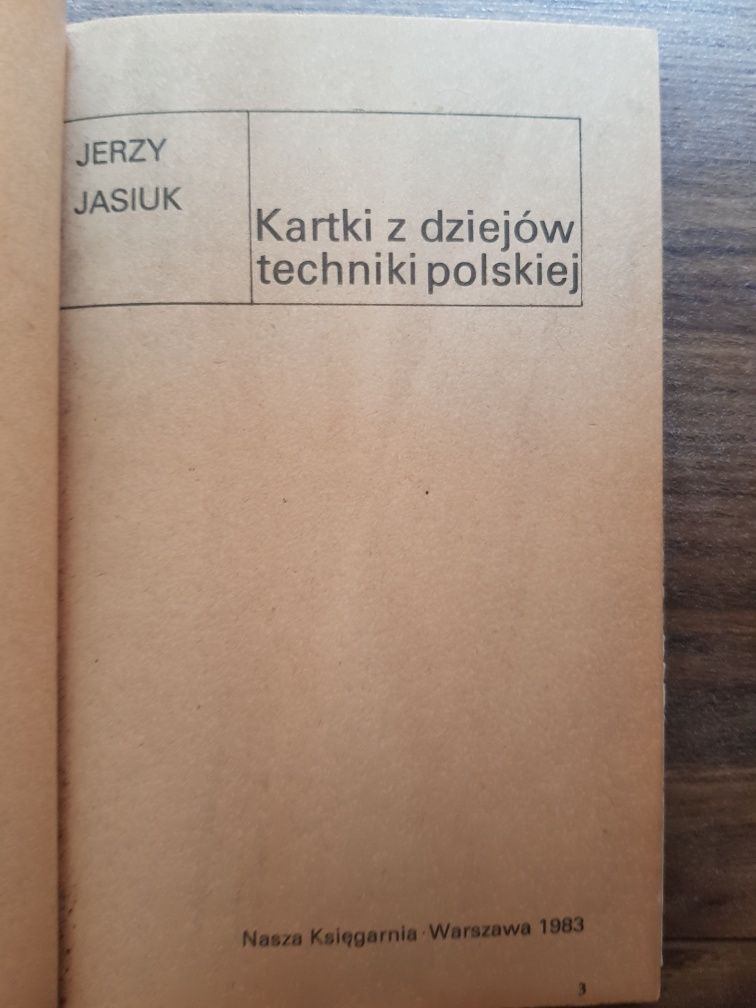 JERZY
JASIUK
Kartki z dziejów
techniki polskiej
Nasza Księgarnia · Warszawa 1983
3